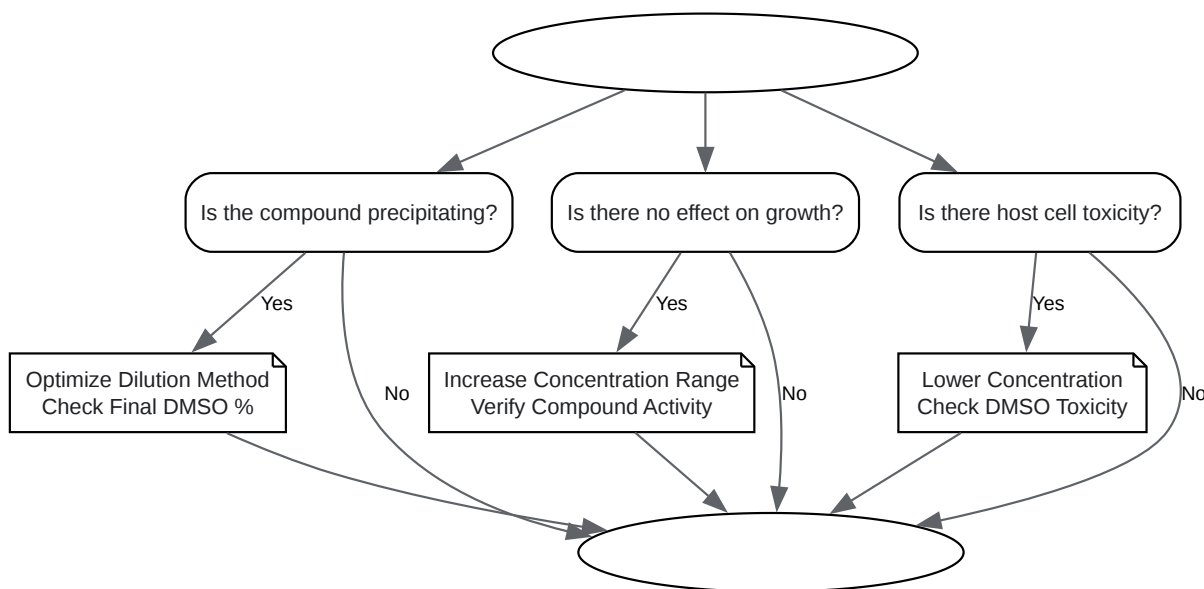 Is the compound precipitating?
Is there no effect on growth?
Is there host cell toxicity?
Yes
Yes
Yes
Optimize Dilution Method
Check Final DMSO %
No
Increase Concentration Range
Verify Compound Activity
No
Lower Concentration
Check DMSO Toxicity
No